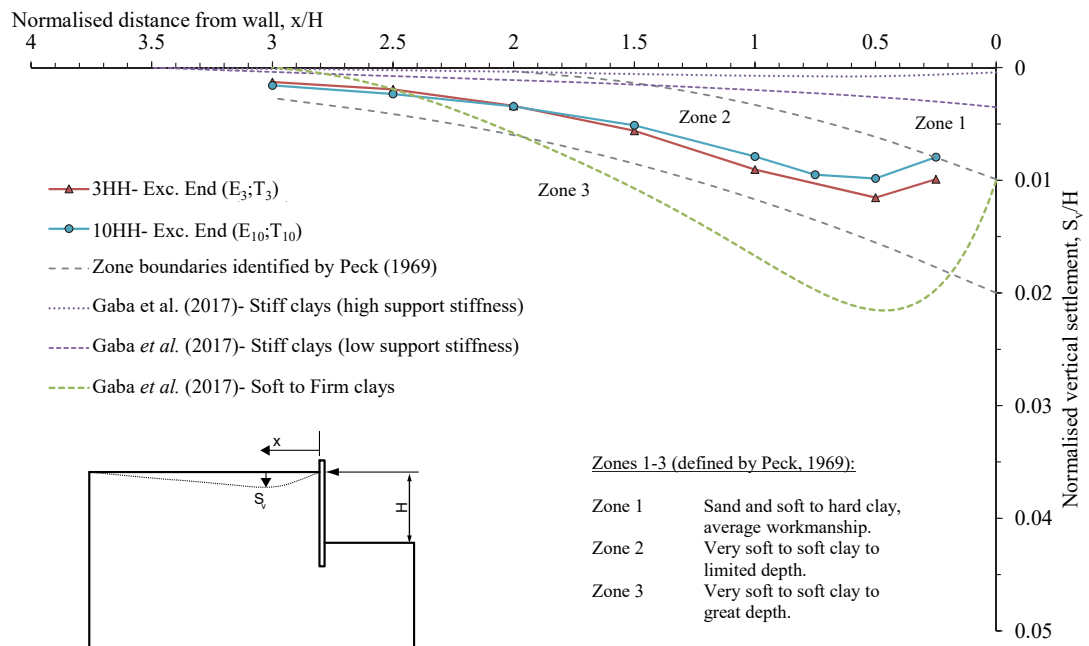 Normalised distance from wall, x/H
4 3.5 3 2.5 2 1.5 1 0.5 0
0
Zone 2
Zone 1
Zone 3
0.01
0.02
0.03
0.04
0.05
Normalised vertical settlement, Sv/H
3HH- Exc. End (E3;T3)
10HH- Exc. End (E10;T10)
Zone boundaries identified by Peck (1969)
Gaba et al. (2017)- Stiff clays (high support stiffness)
Gaba et al. (2017)- Stiff clays (low support stiffness)
Gaba et al. (2017)- Soft to Firm clays
x
Sv
H
Zones 1-3 (defined by Peck, 1969):
Zone 1 Sand and soft to hard clay,
average workmanship.
Zone 2 Very soft to soft clay to
limited depth.
Zone 3 Very soft to soft clay to
great depth.